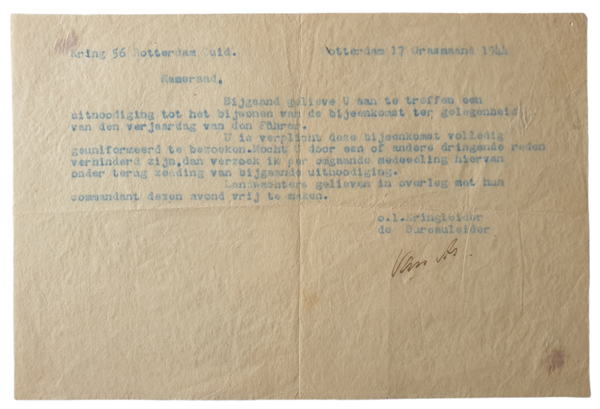 Kring 56 Rotterdam Zuid. Rotterdam 17 Grasmaand 1944
Kameraad,
Bijgaand gelieve U aan te treffen een
uitnoodiging tot het bijwonen van de bijeenkomst ter gelegenheid
van den verjaardag van den Führer.
U is verplicht deze bijeenkomst volledig
geuniformeerd te bezoeken.Mocht U door een of andere dringende reden
verhinderd zijn,dan verzoek ik per omgaande mededeeling hiervan
onder terug zending van bijgaande uithoodiging.
Landwachters gelieven in overleg met hun
commandant dezen avond vrij te maken.
o.l.Kringleider
de Bureauleider